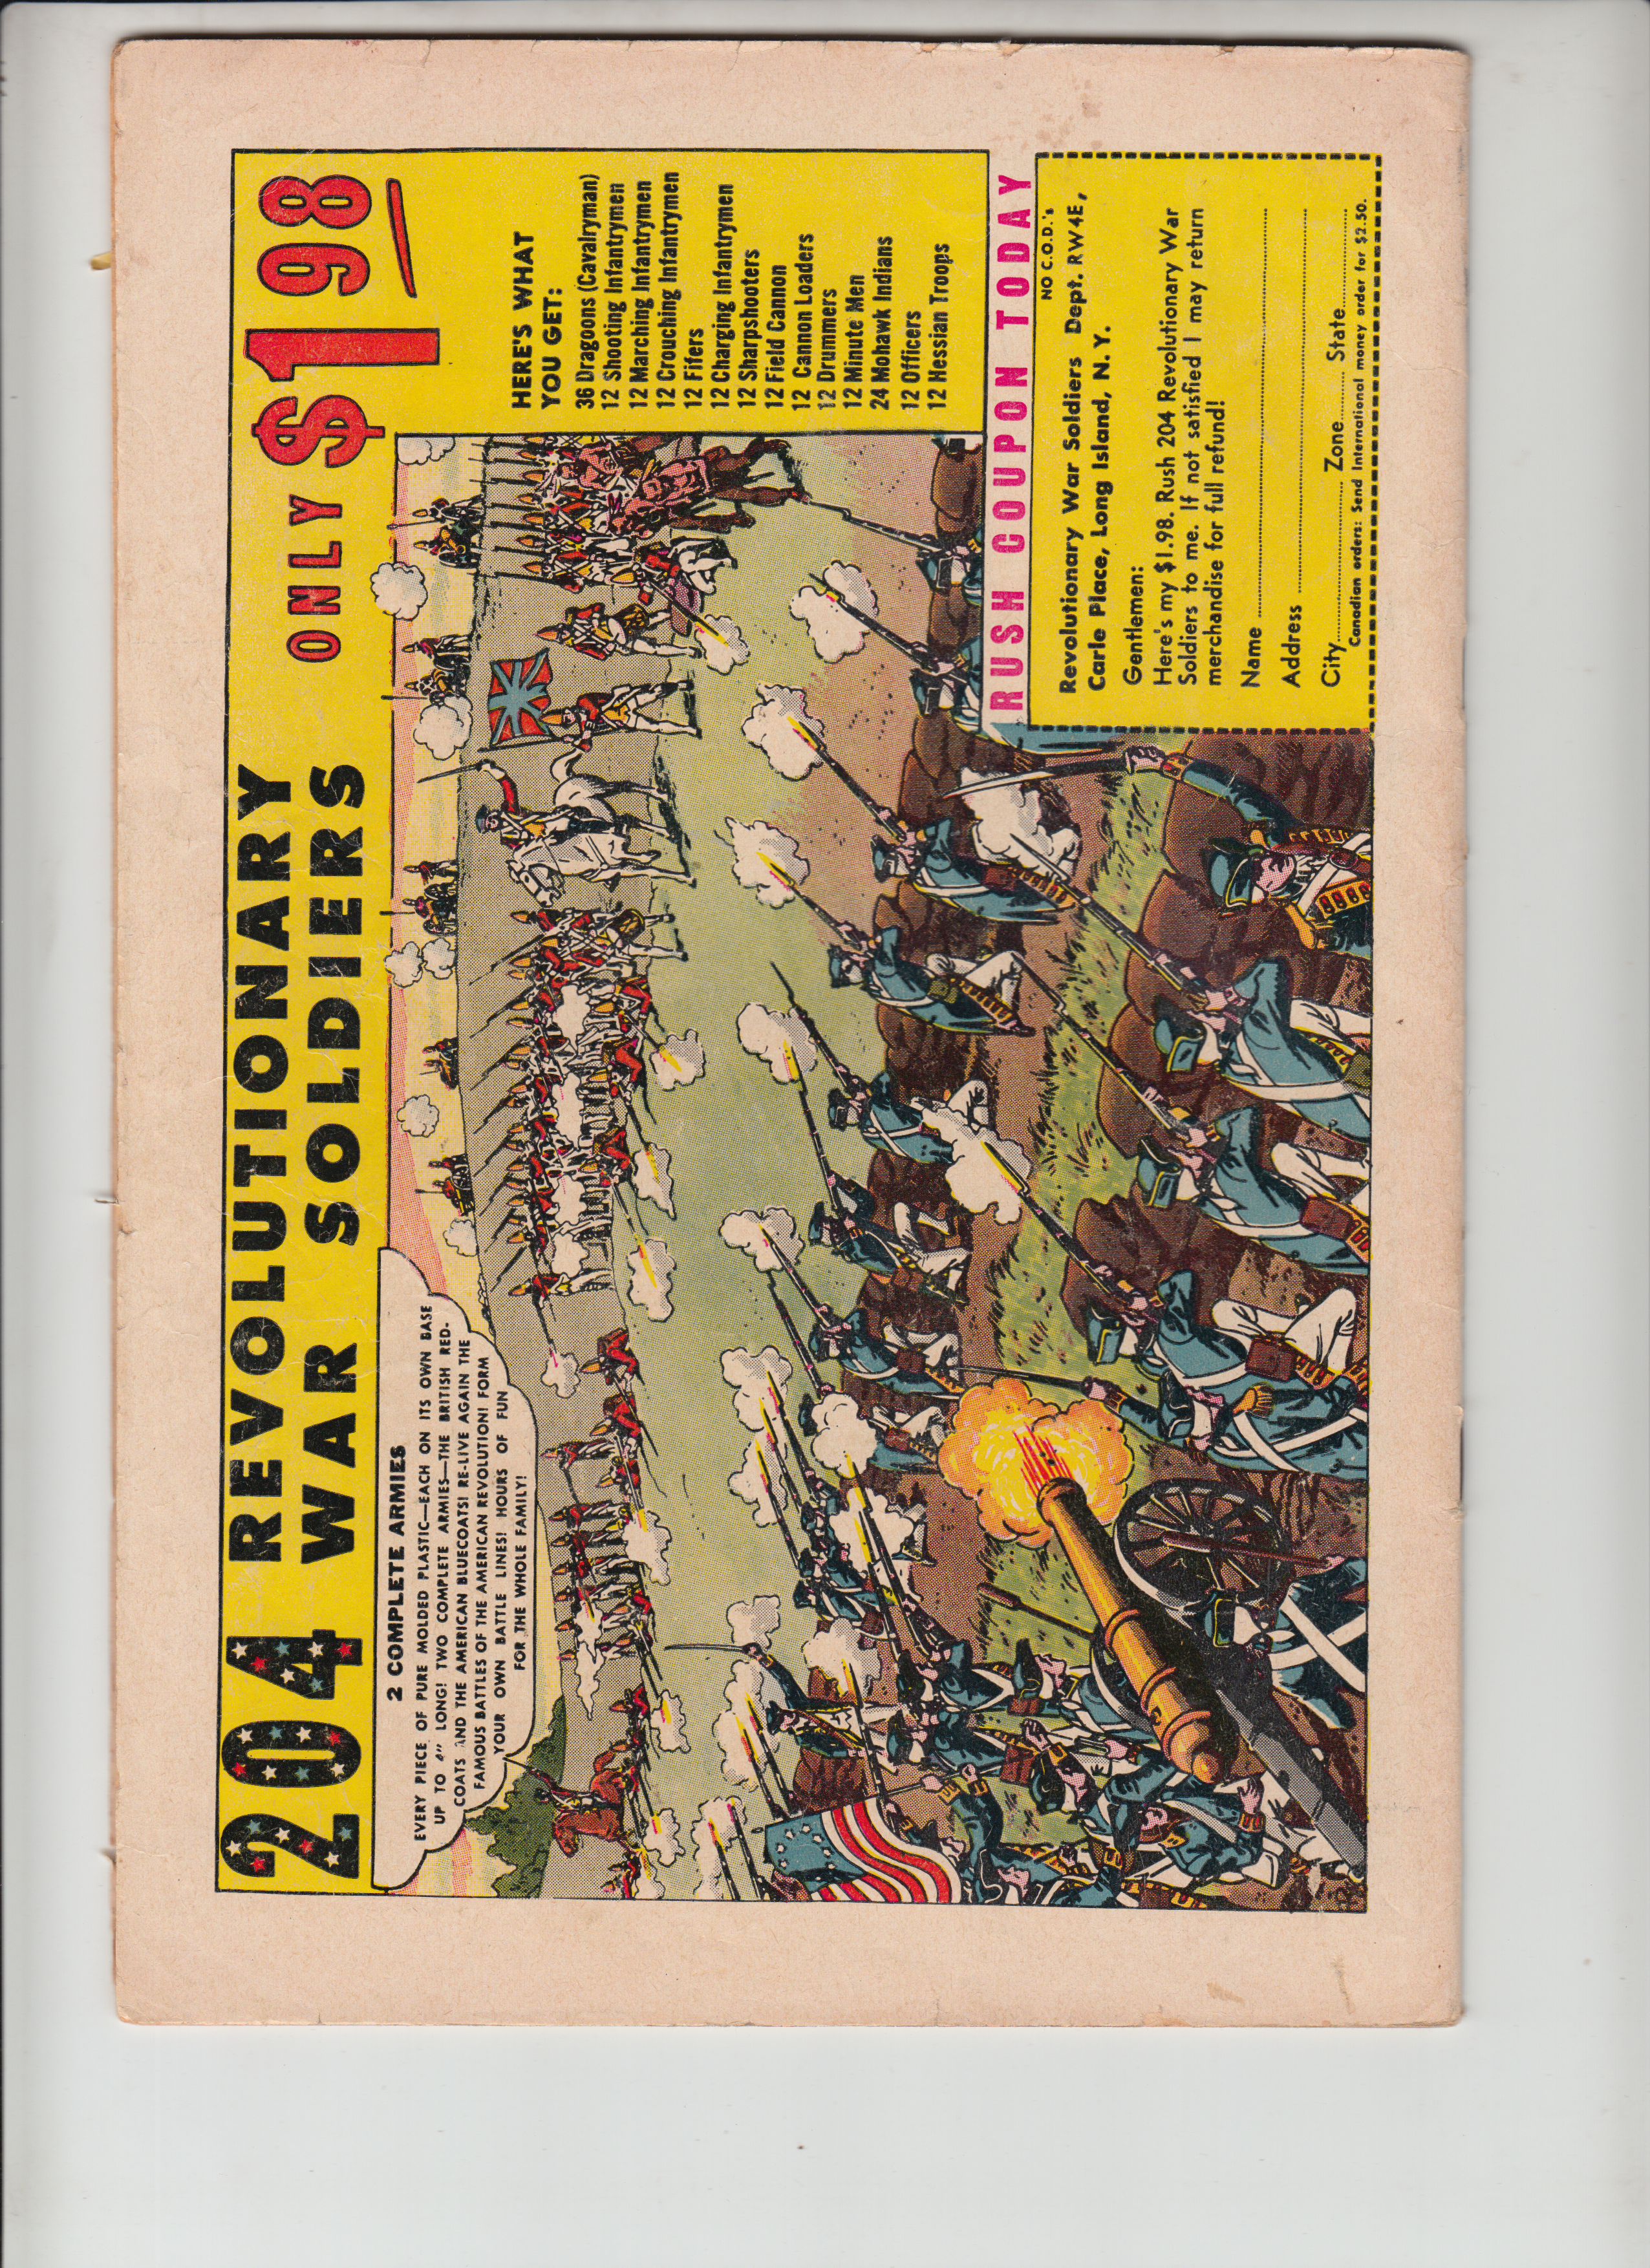 204 REVOLUTIONARY
WAR SOLDIERS
ONLY $198
2 COMPLETE ARMIES
EVERY PIECE OF PURE MOLDED PLASTIC—EACH ON ITS OWN BASE
UP TO 4" LONG! TWO COMPLETE ARMIES—THE BRITISH RED-
COATS AND THE AMERICAN BLUECOATS! RE-LIVE AGAIN THE
FAMOUS BATTLES OF THE AMERICAN REVOLUTION! FORM
YOUR OWN BATTLE LINES! HOURS OF FUN
FOR THE WHOLE FAMILY!
HERE'S WHAT
YOU GET:
36 Dragoons (Cavalryman)
12 Shooting Infantrymen
12 Marching Infantrymen
12 Crouching Infantrymen
12 Fifers
12 Charging Infantrymen
12 Sharpshooters
12 Field Cannon
12 Cannon Loaders
12 Drummers
12 Minute Men
24 Mohawk Indians
12 Officers
12 Hessian Troops
RUSH COUPON TODAY
NO C.O.D.'s
Revolutionary War Soldiers Dept. RW4E,
Carle Place, Long Island, N. Y.
Gentlemen:
Here's my $1.98. Rush 204 Revolutionary War
Soldiers to me. If not satisfied I may return
merchandise for full refund!
Name
Address
City Zone State
Canadian orders: Send International money order for $2.50.